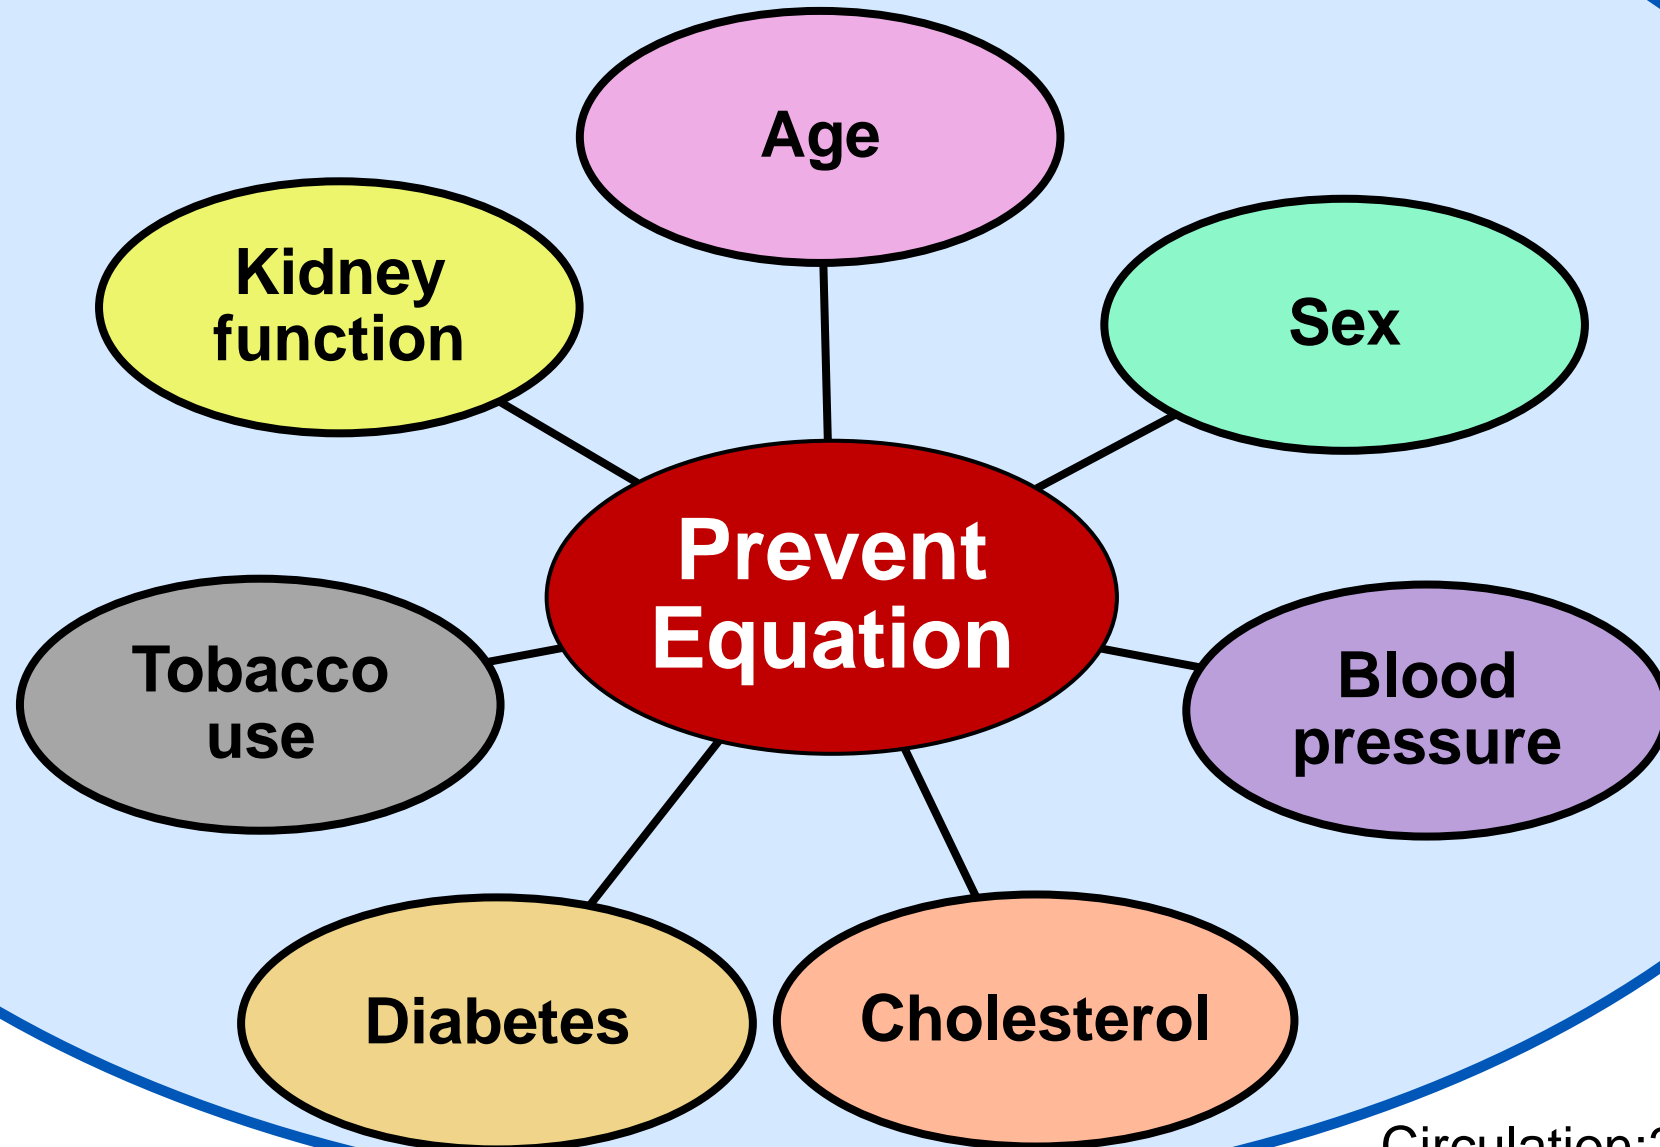 Age
Kidney
function
Sex
Prevent
Equation
Tobacco
use
Blood
pressure
Diabetes
Cholesterol